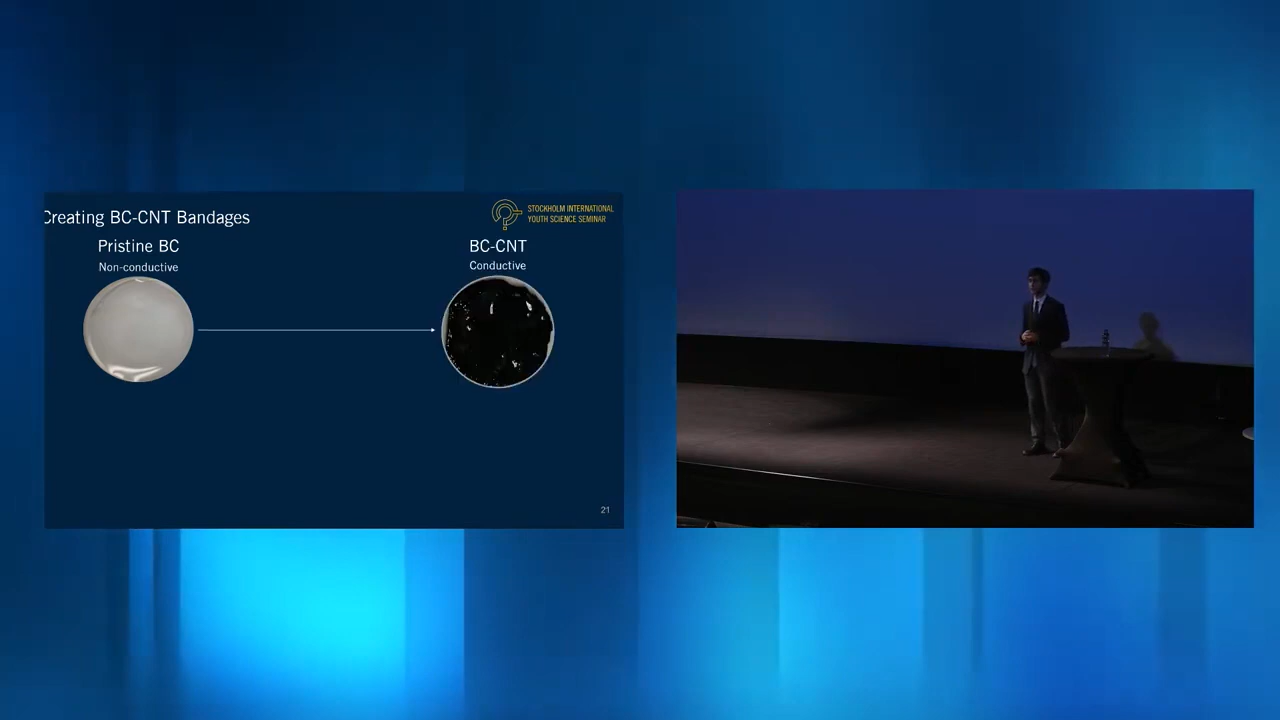 Creating BC-CNT Bandages
STOCKHOLM INTERNATIONAL
YOUTH SCIENCE SEMINAR
Pristine BC
Non-conductive
BC-CNT
Conductive
21